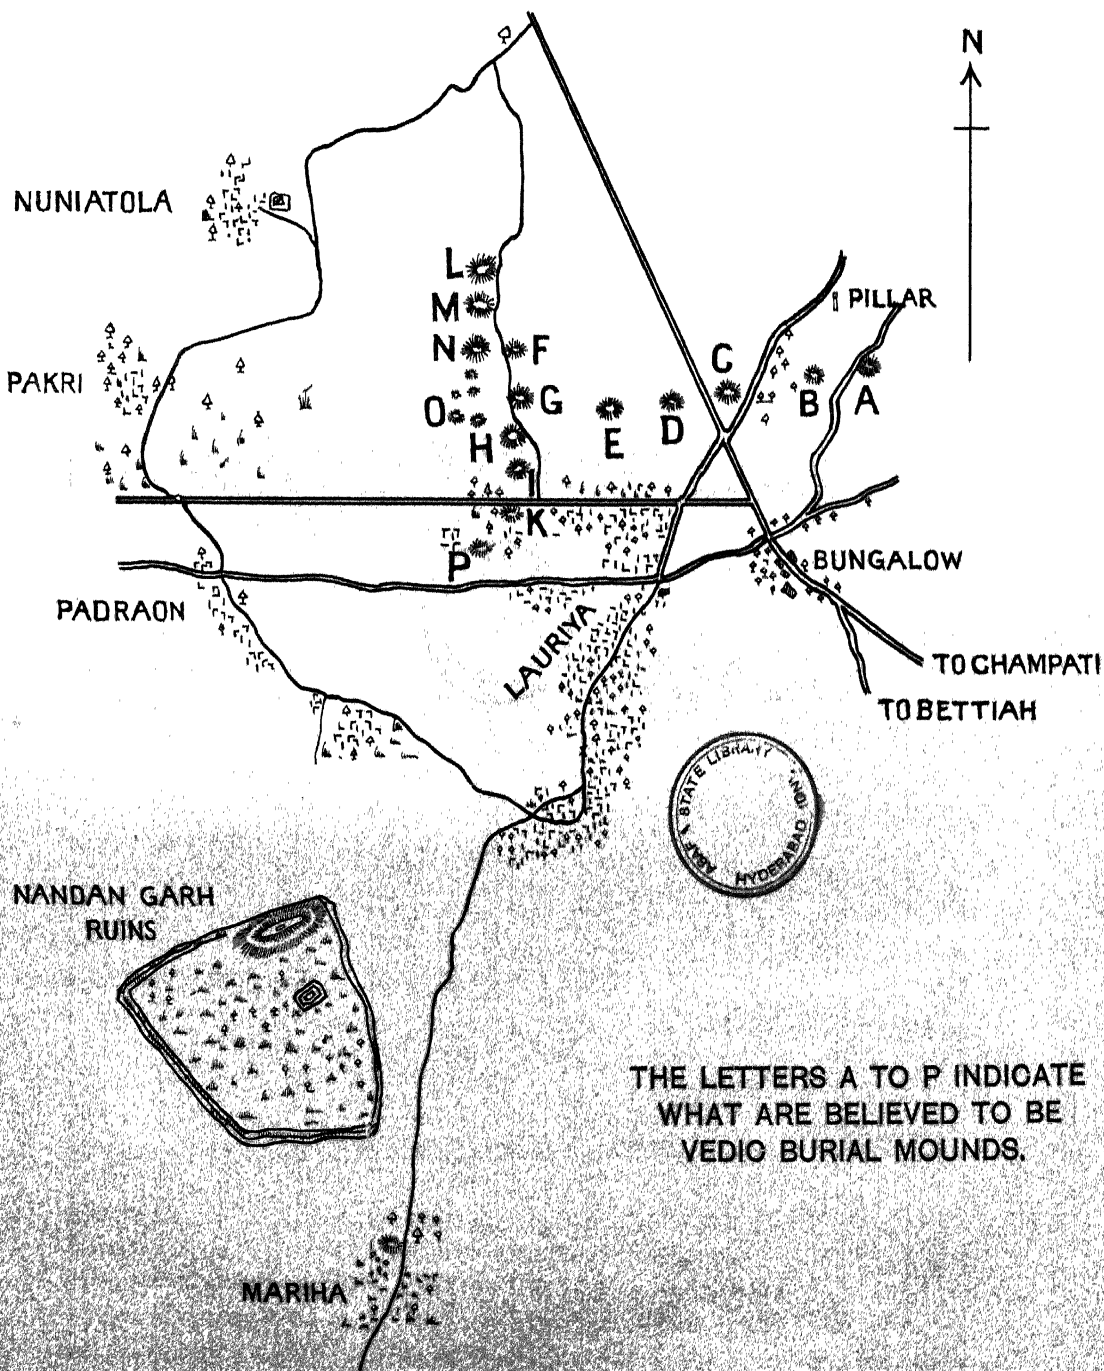 N
NUNIATOLA
L
M
PILLAR
N
F
C
PAKRI
O
G
B
A
H
E
D
I
K
P
BUNGALOW
PADRAON
LAURIYA
TO CHAMPATI
TO BETTIAH
ASAF STATE LIBRARY
HYDERABAD
NANDAN GARH
RUINS
THE LETTERS A TO P INDICATE
WHAT ARE BELIEVED TO BE
VEDIC BURIAL MOUNDS.
MARIHA